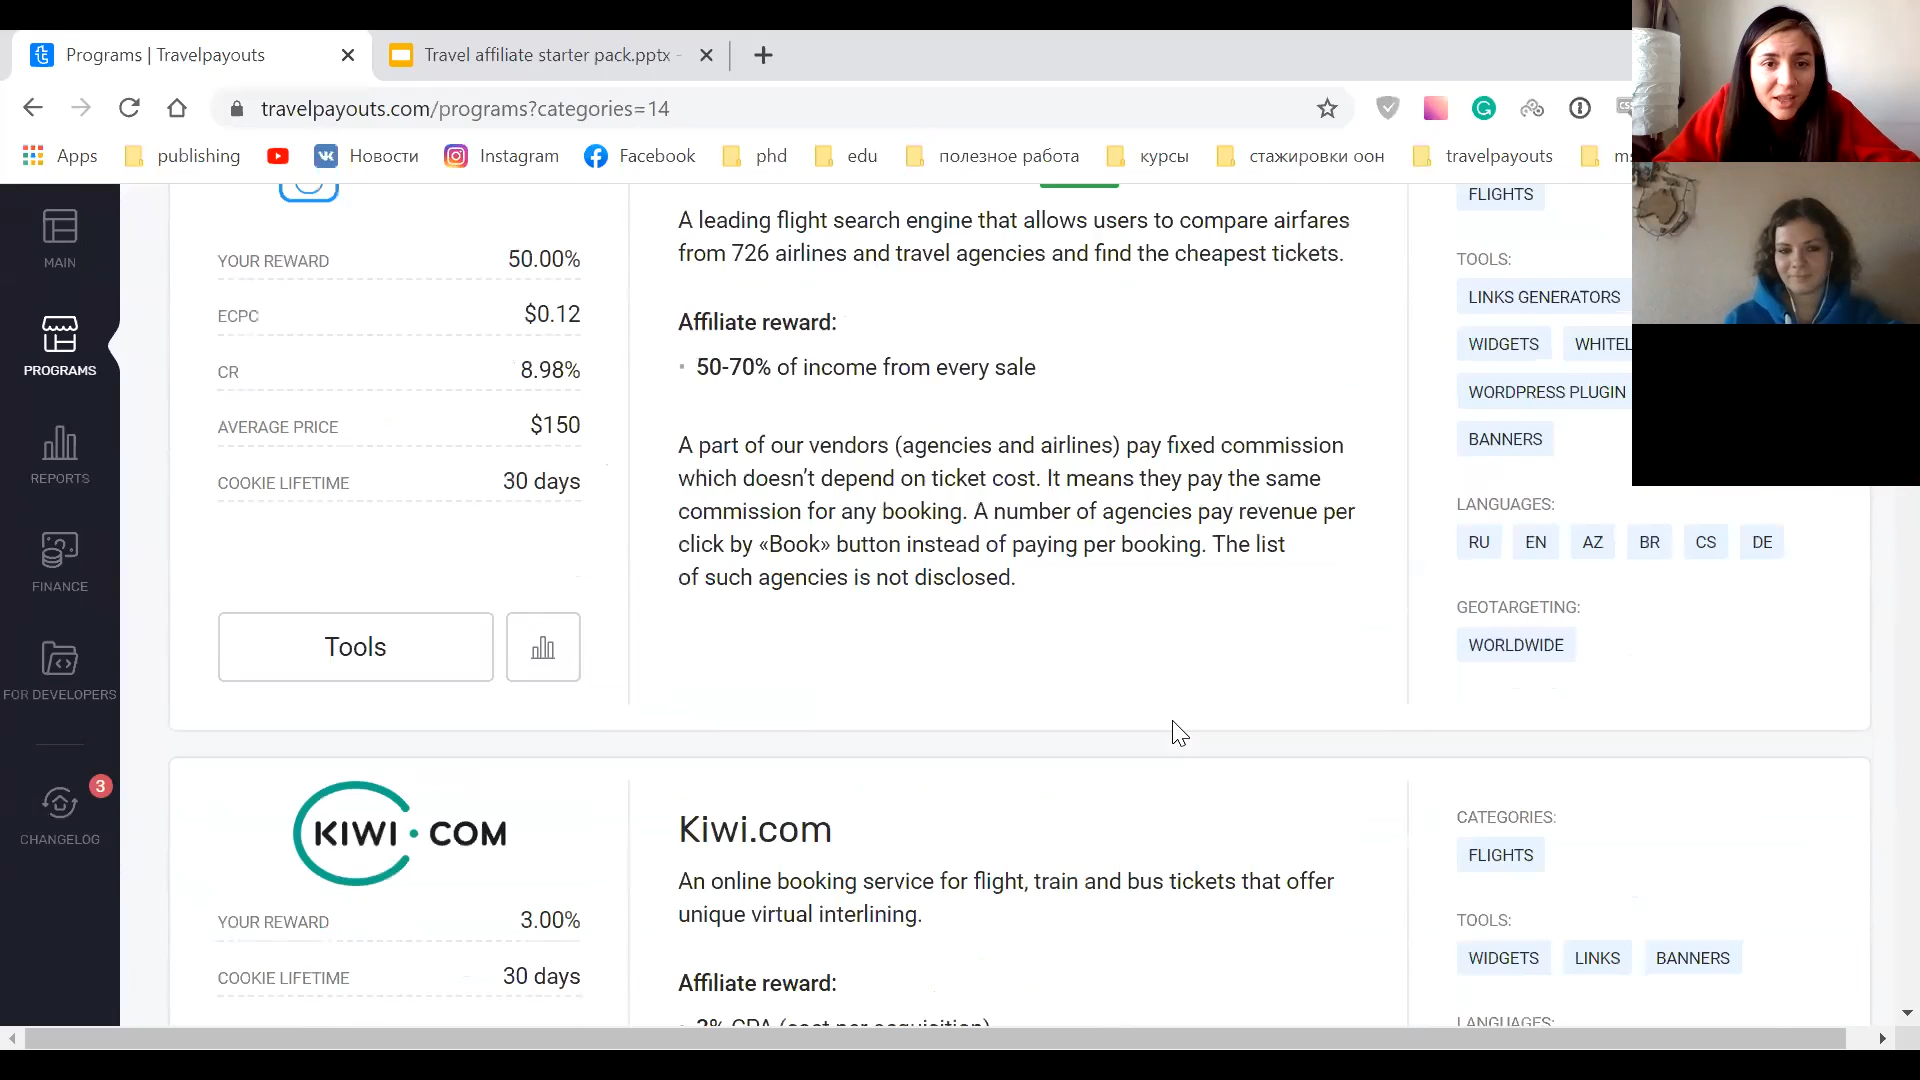 Programs | Travelpayouts
Travel affiliate starter pack.pptx -
travelpayouts.com/programs?categories=14
Apps
publishing
Новости
Instagram
Facebook
phd
edu
полезное работа
курсы
стажировки оон
travelpayouts
MAIN
PROGRAMS
REPORTS
FINANCE
FOR DEVELOPERS
3
CHANGELOG
YOUR REWARD 50.00%
ECPC $0.12
CR 8.98%
AVERAGE PRICE $150
COOKIE LIFETIME 30 days
Tools
A leading flight search engine that allows users to compare airfares
from 726 airlines and travel agencies and find the cheapest tickets.
Affiliate reward:
50-70% of income from every sale
A part of our vendors (agencies and airlines) pay fixed commission
which doesn't depend on ticket cost. It means they pay the same
commission for any booking. A number of agencies pay revenue per
click by «Book» button instead of paying per booking. The list
of such agencies is not disclosed.
FLIGHTS
TOOLS:
LINKS GENERATORS
WIDGETS WHITEL
WORDPRESS PLUGIN
BANNERS
LANGUAGES:
RU EN AZ BR CS DE
GEOTARGETING:
WORLDWIDE
KIWI.COM
YOUR REWARD 3.00%
COOKIE LIFETIME 30 days
Kiwi.com
An online booking service for flight, train and bus tickets that offer
unique virtual interlining.
Affiliate reward:
3% CPA (cost per acquisition)
CATEGORIES:
FLIGHTS
TOOLS:
WIDGETS LINKS BANNERS
LANGUAGES: